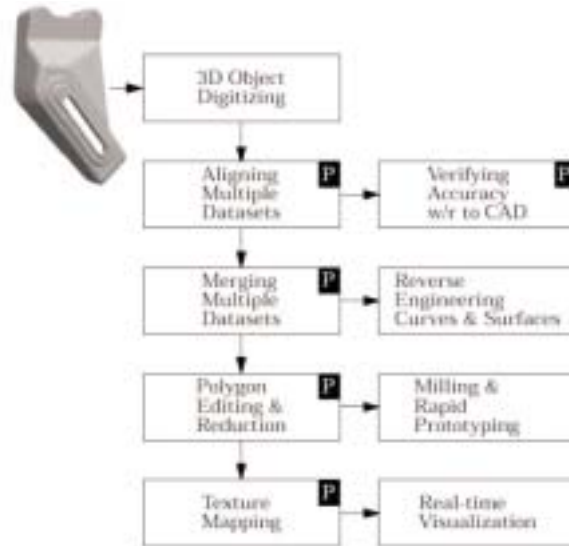 3D Object
Digitizing
Aligning
Multiple
Datasets
P
Verifying
Accuracy
w/r to CAD
P
Merging
Multiple
Datasets
P
Reverse
Engineering
Curves & Surfaces
Polygon
Editing &
Reduction
P
Milling &
Rapid
Prototyping
Texture
Mapping
P
Real-time
Visualization